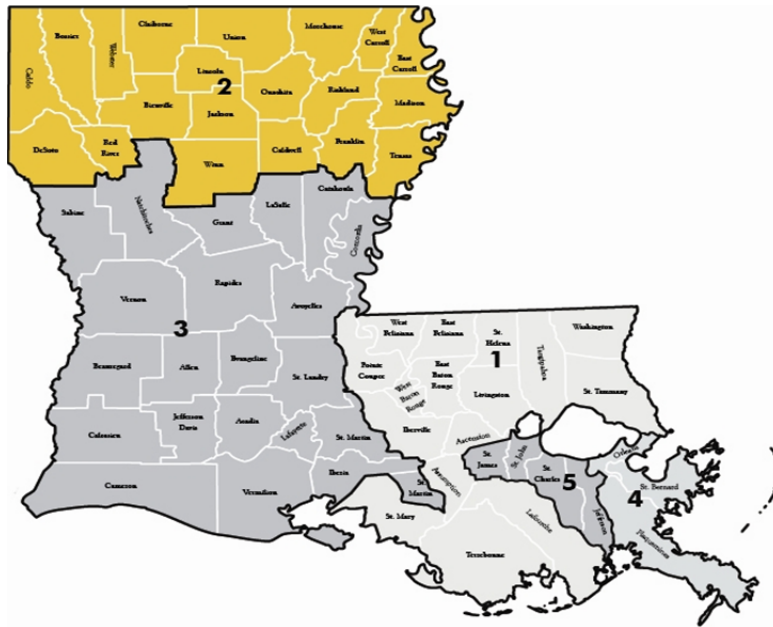 Caddo
Bossier
Webster
Claiborne
Union
Morehouse
West
Carroll
East
Carroll
Lincoln
2
Ouachita
Richland
Madison
Bienville
Jackson
DeSoto
Red
River
Winn
Caldwell
Franklin
Tensas
Sabine
Natchitoches
Grant
LaSalle
Catahoula
Concordia
Vernon
Rapides
Avoyelles
3
Beauregard
Allen
Evangeline
St. Landry
Calcasieu
Jefferson
Davis
Acadia
Lafayette
St. Martin
Cameron
Vermilion
Iberia
St.
Martin
West
Feliciana
East
Feliciana
St.
Helena
1
Tangipahoa
Washington
Pointe
Coupee
West
Baton
Rouge
East
Baton
Rouge
Livingston
St. Tammany
Iberville
Ascension
Assumption
St.
James
St. John
St.
Charles
5
Jefferson
Orleans
St. Bernard
4
Plaquemines
St. Mary
Terrebonne
Lafourche